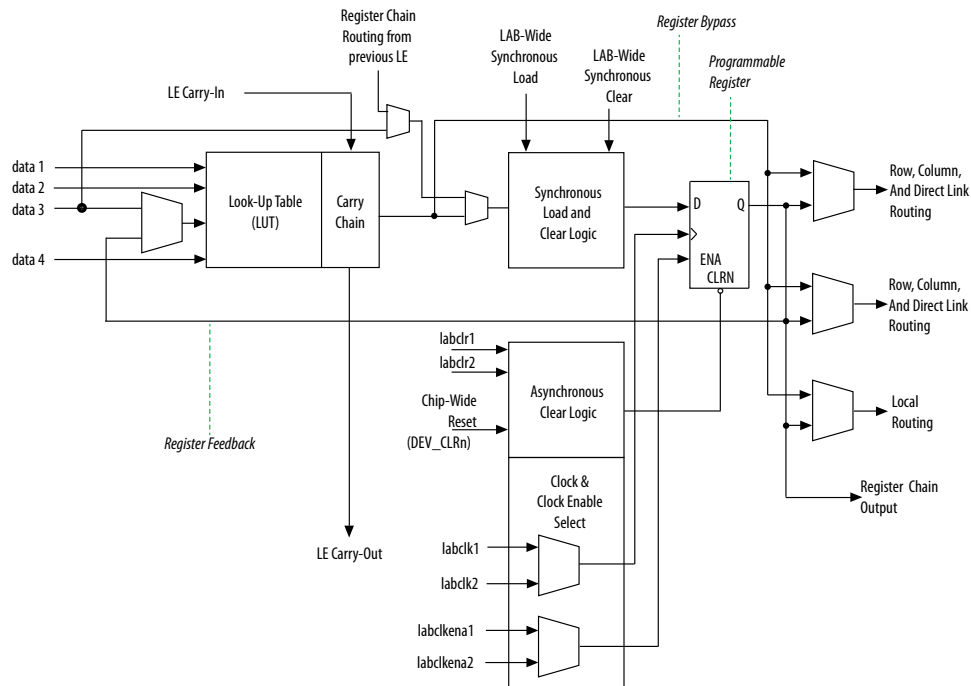 Register Chain
Routing from
previous LE
LAB-Wide
Synchronous
Load
LAB-Wide
Synchronous
Clear
Register Bypass
Programmable
Register
LE Carry-In
data 1
data 2
data 3
data 4
Look-Up Table
(LUT)
Carry
Chain
Synchronous
Load and
Clear Logic
D
Q
ENA
CLRN
Row, Column,
And Direct Link
Routing
Row, Column,
And Direct Link
Routing
Local
Routing
Register Chain
Output
Register Feedback
labclr1
labclr2
Chip-Wide
Reset
(DEV_CLRn)
Asynchronous
Clear Logic
Clock &
Clock Enable
Select
LE Carry-Out
labclk1
labclk2
labclkena1
labclkena2